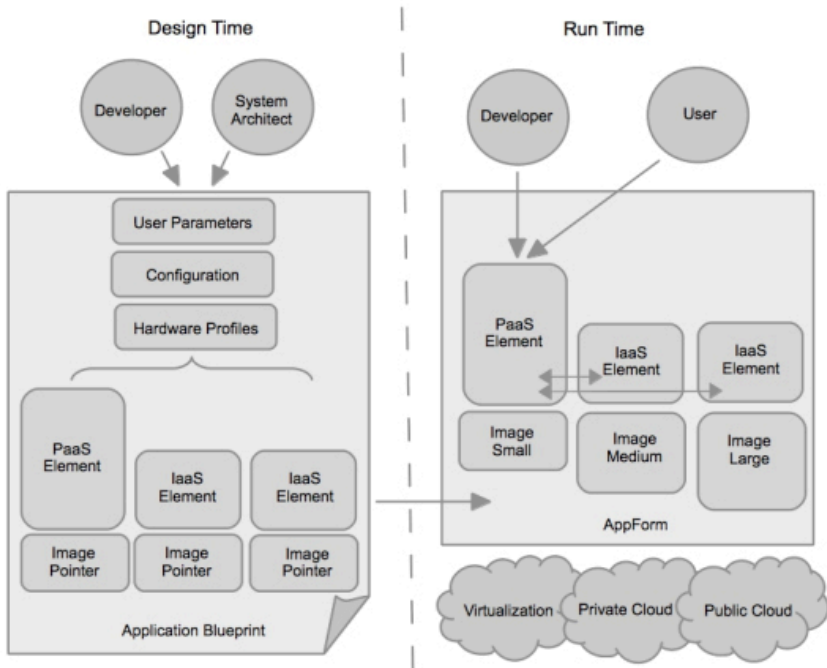 Design Time
Developer
System
Architect
User Parameters
Configuration
Hardware Profiles
PaaS
Element
IaaS
Element
IaaS
Element
Image
Pointer
Image
Pointer
Image
Pointer
Application Blueprint
Run Time
Developer
User
PaaS
Element
IaaS
Element
IaaS
Element
Image
Small
Image
Medium
Image
Large
AppForm
Virtualization
Private Cloud
Public Cloud